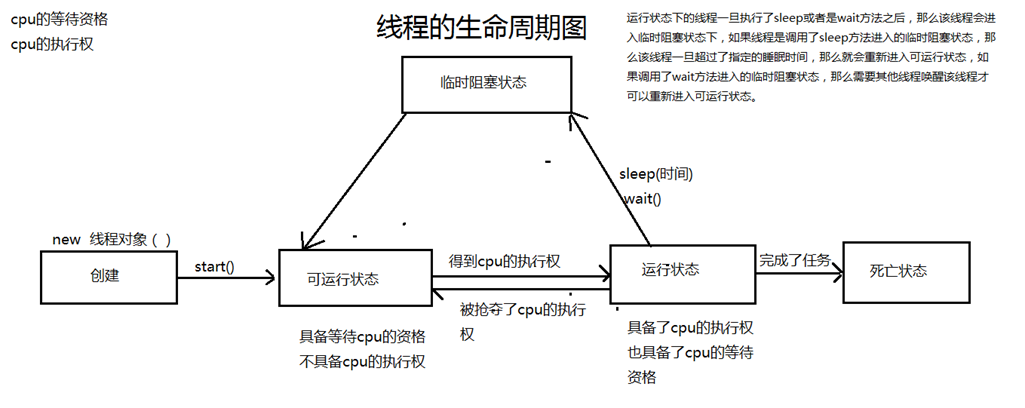 cpu的等待资格
cpu的执行权
线程的生命周期图
运行状态下的线程一旦执行了sleep或者是wait方法之后，那么该线程会进
入临时阻塞状态下，如果线程是调用了sleep方法进入的临时阻塞状态，那
么该线程一旦超过了指定的睡眠时间，那么就会重新进入可运行状态，如
果调用了wait方法进入的临时阻塞状态，那么需要其他线程唤醒该线程才
可以重新进入可运行状态。
临时阻塞状态
sleep(时间)
wait()
new 线程对象（ ）
创建
start()
可运行状态
得到cpu的执行权
运行状态
完成了任务
死亡状态
被抢夺了cpu的执行
权
具备等待cpu的资格
不具备cpu的执行权
具备了cpu的执行权
也具备了cpu的等待
资格